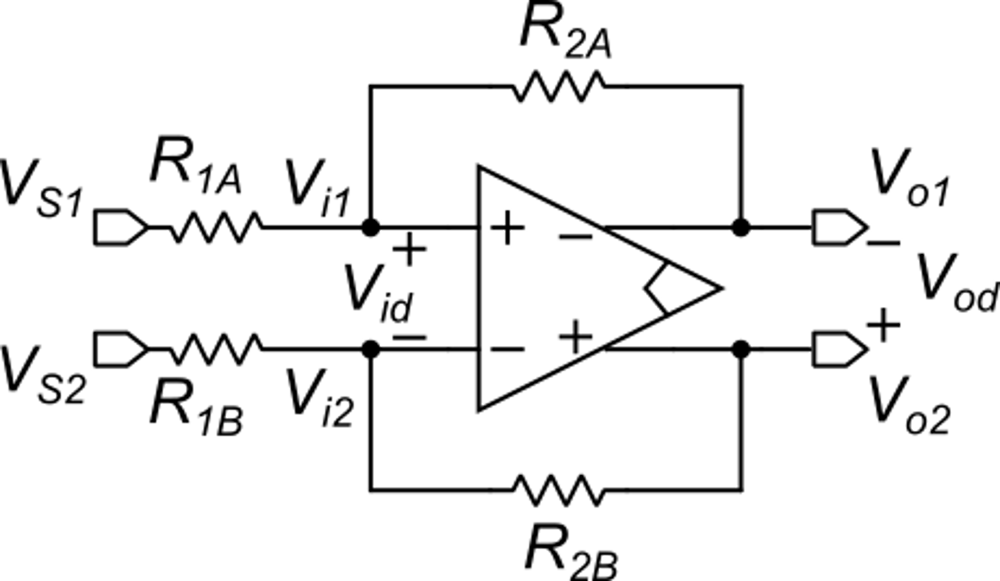 R2A
R1A
VS1
Vi1
Vo1
+ −
+
−
Vid
Vod
−
− +
+
VS2
R1B
Vi2
Vo2
R2B